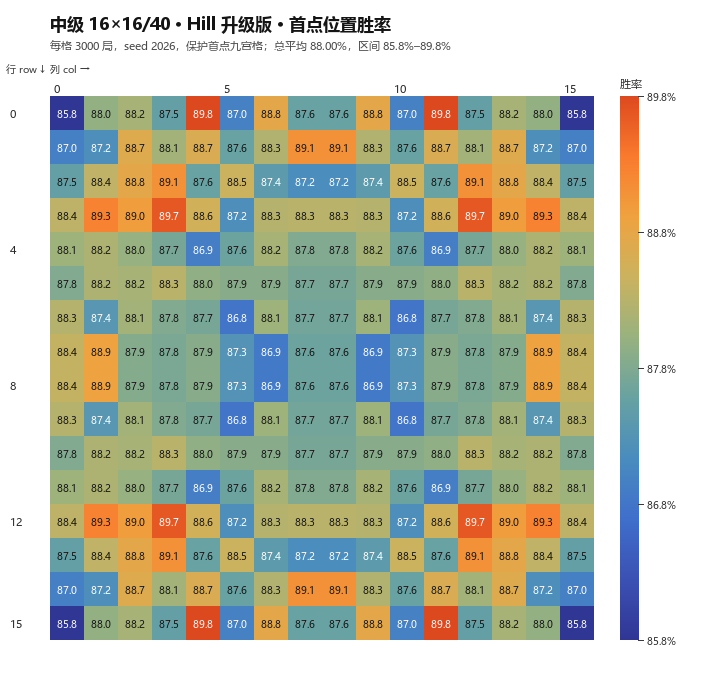 中级 16×16/40 • Hill 升级版 • 首点位置胜率
每格 3000 局，seed 2026，保护首点九宫格；总平均 88.00%，区间 85.8%–89.8%
行 row ↓ 列 col →
胜率
0 5 10 15
0 85.8 88.0 88.2 87.5 89.8 87.0 88.8 87.6 87.6 88.8 87.0 89.8 87.5 88.2 88.0 85.8 89.8%
87.0 87.2 88.7 88.1 88.7 87.6 88.3 89.1 89.1 88.3 87.6 88.7 88.1 88.7 87.2 87.0
87.5 88.4 88.8 89.1 87.6 88.5 87.4 87.2 87.2 87.4 88.5 87.6 89.1 88.8 88.4 87.5
88.4 89.3 89.0 89.7 88.6 87.2 88.3 88.3 88.3 88.3 87.2 88.6 89.7 89.0 89.3 88.4 88.8%
4 88.1 88.2 88.0 87.7 86.9 87.6 88.2 87.8 87.8 88.2 87.6 86.9 87.7 88.0 88.2 88.1
87.8 88.2 88.2 88.3 88.0 87.9 87.9 87.7 87.7 87.9 87.9 88.0 88.3 88.2 88.2 87.8
88.3 87.4 88.1 87.8 87.7 86.8 88.1 87.7 87.7 88.1 86.8 87.7 87.8 88.1 87.4 88.3
88.4 88.9 87.9 87.8 87.9 87.3 86.9 87.6 87.6 86.9 87.3 87.9 87.8 87.9 88.9 88.4 87.8%
8 88.4 88.9 87.9 87.8 87.9 87.3 86.9 87.6 87.6 86.9 87.3 87.9 87.8 87.9 88.9 88.4
88.3 87.4 88.1 87.8 87.7 86.8 88.1 87.7 87.7 88.1 86.8 87.7 87.8 88.1 87.4 88.3
87.8 88.2 88.2 88.3 88.0 87.9 87.9 87.7 87.7 87.9 87.9 88.0 88.3 88.2 88.2 87.8
88.1 88.2 88.0 87.7 86.9 87.6 88.2 87.8 87.8 88.2 87.6 86.9 87.7 88.0 88.2 88.1 86.8%
12 88.4 89.3 89.0 89.7 88.6 87.2 88.3 88.3 88.3 88.3 87.2 88.6 89.7 89.0 89.3 88.4
87.5 88.4 88.8 89.1 87.6 88.5 87.4 87.2 87.2 87.4 88.5 87.6 89.1 88.8 88.4 87.5
87.0 87.2 88.7 88.1 88.7 87.6 88.3 89.1 89.1 88.3 87.6 88.7 88.1 88.7 87.2 87.0
15 85.8 88.0 88.2 87.5 89.8 87.0 88.8 87.6 87.6 88.8 87.0 89.8 87.5 88.2 88.0 85.8 85.8%